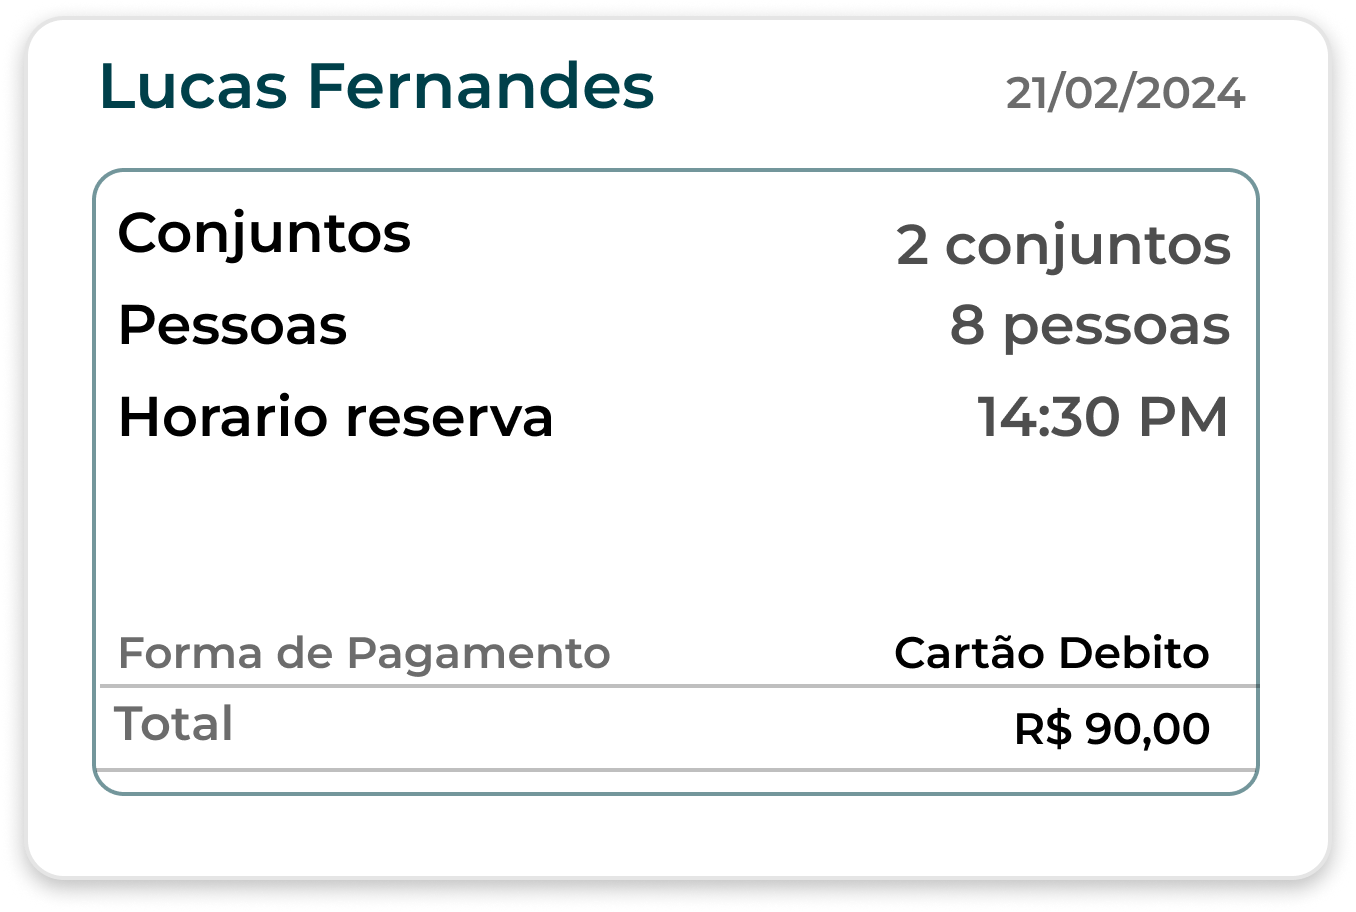 Lucas Fernandes 21/02/2024
Conjuntos 2 conjuntos
Pessoas 8 pessoas
Horario reserva 14:30 PM
Forma de Pagamento Cartão Debito
Total R$ 90,00